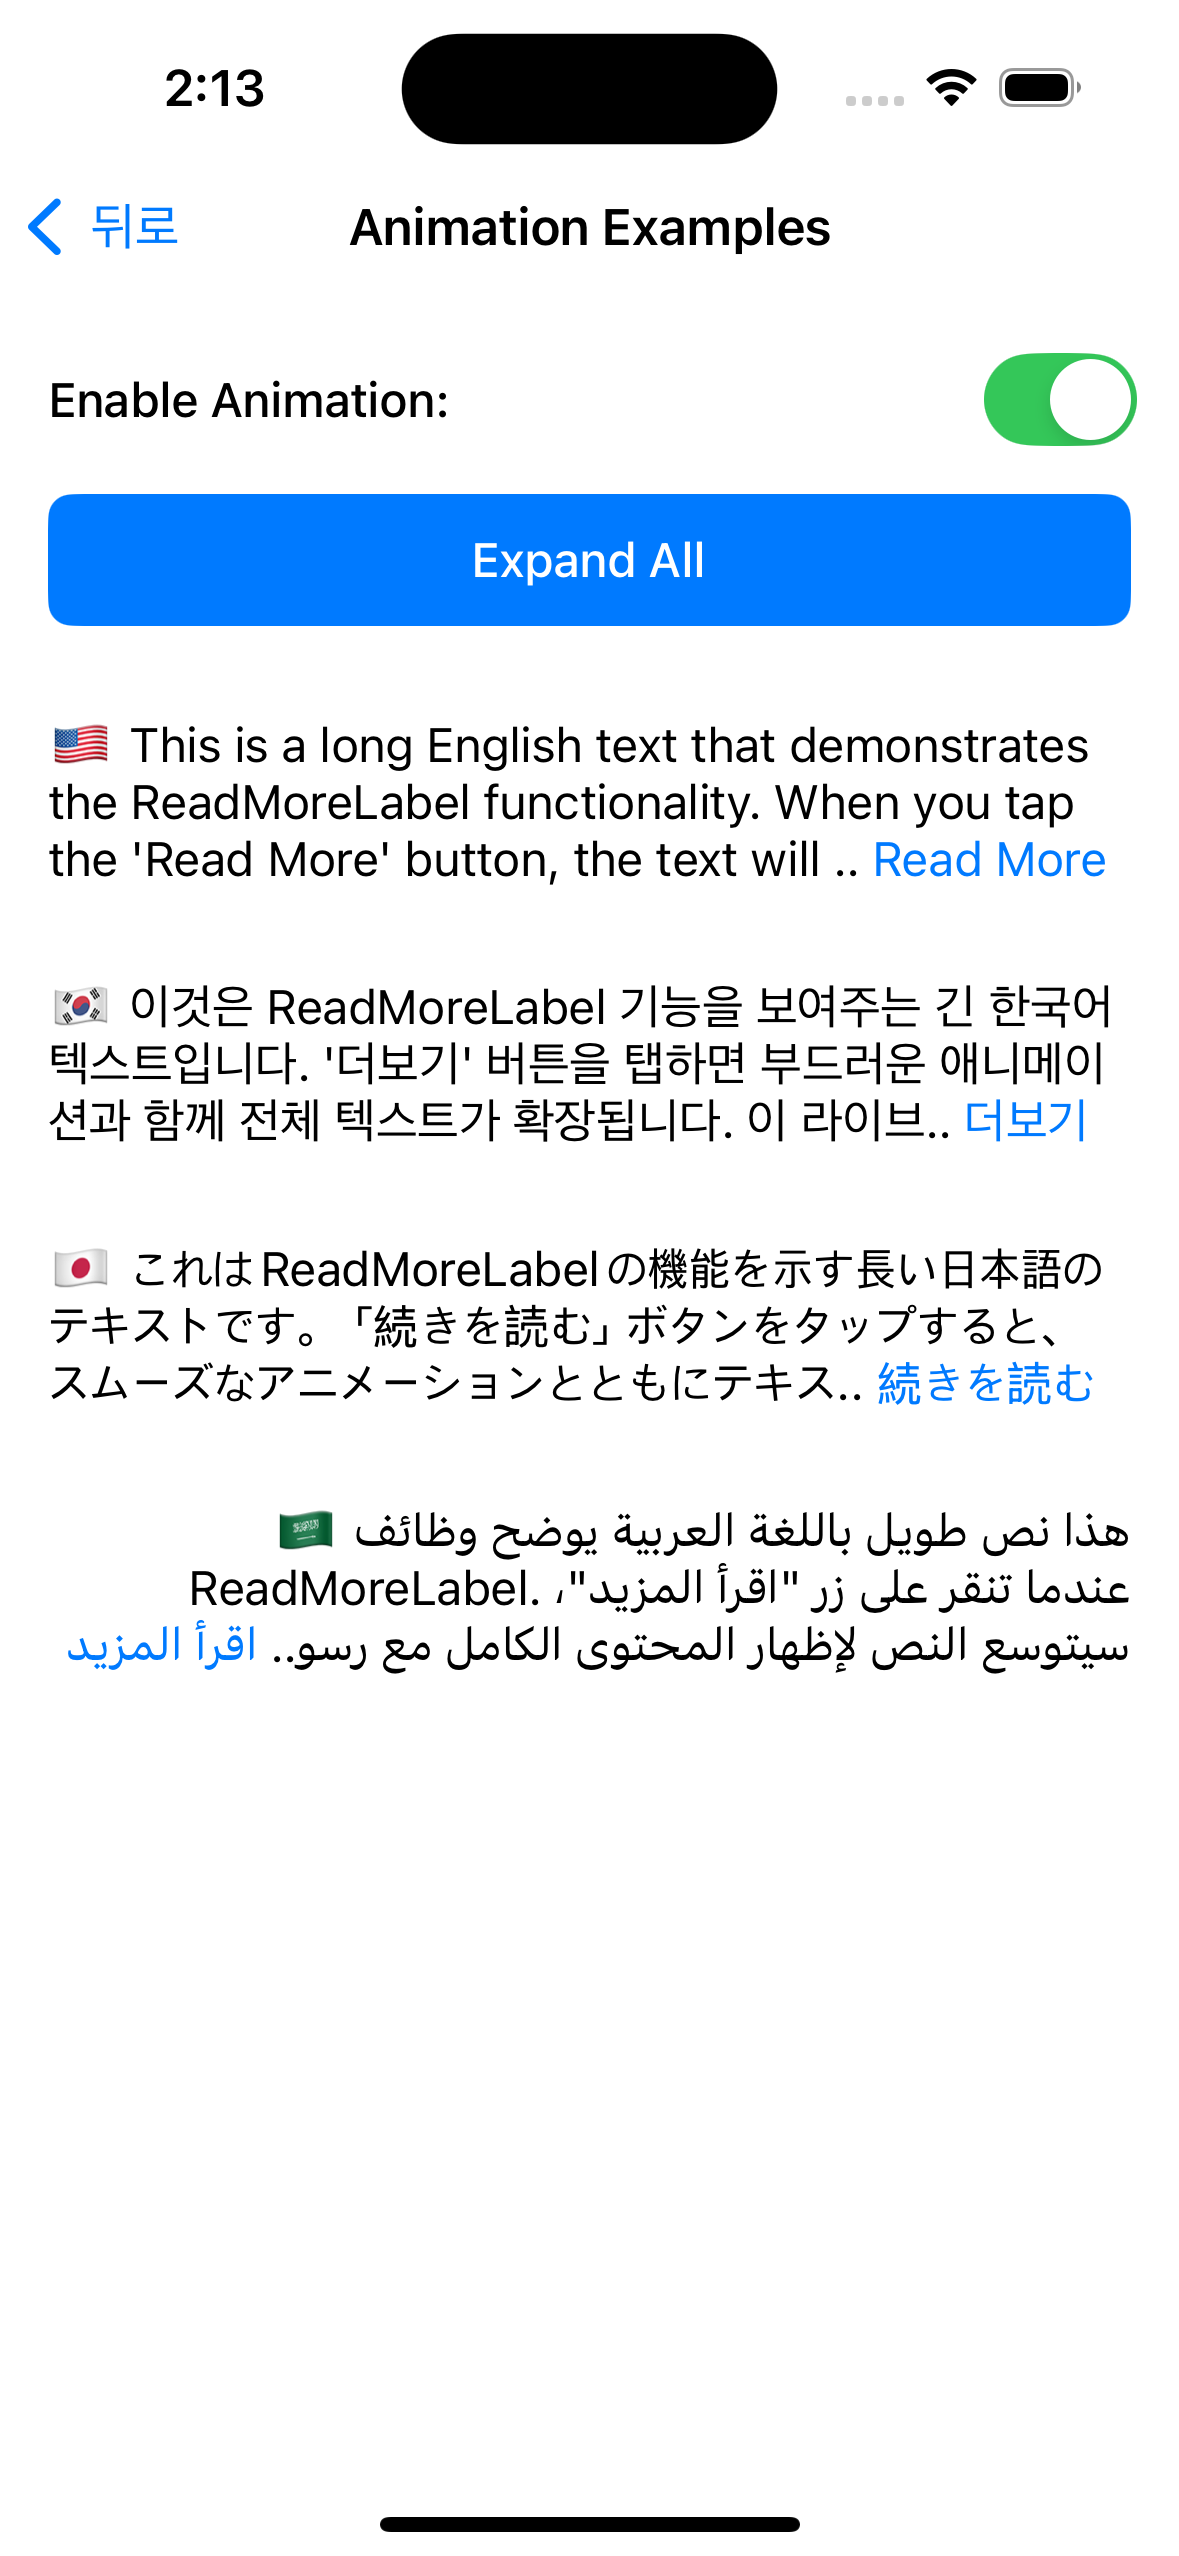 2:13
뒤로
Animation Examples
Enable Animation:
Expand All
🇺🇸 This is a long English text that demonstrates
the ReadMoreLabel functionality. When you tap
the 'Read More' button, the text will .. Read More
🇰🇷 이것은 ReadMoreLabel 기능을 보여주는 긴 한국어
텍스트입니다. '더보기' 버튼을 탭하면 부드러운 애니메이
션과 함께 전체 텍스트가 확장됩니다. 이 라이브.. 더보기
🇯🇵 これはReadMoreLabelの機能を示す長い日本語の
テキストです。「続きを読む」ボタンをタップすると、
スムーズなアニメーションとともにテキス.. 続きを読む
هذا نص طويل باللغة العربية يوضح وظائف 🇸🇦
عندما تنقر على زر "اقرأ المزيد"، ReadMoreLabel.
سيتوسع النص لإظهار المحتوى الكامل مع رسو.. اقرأ المزيد